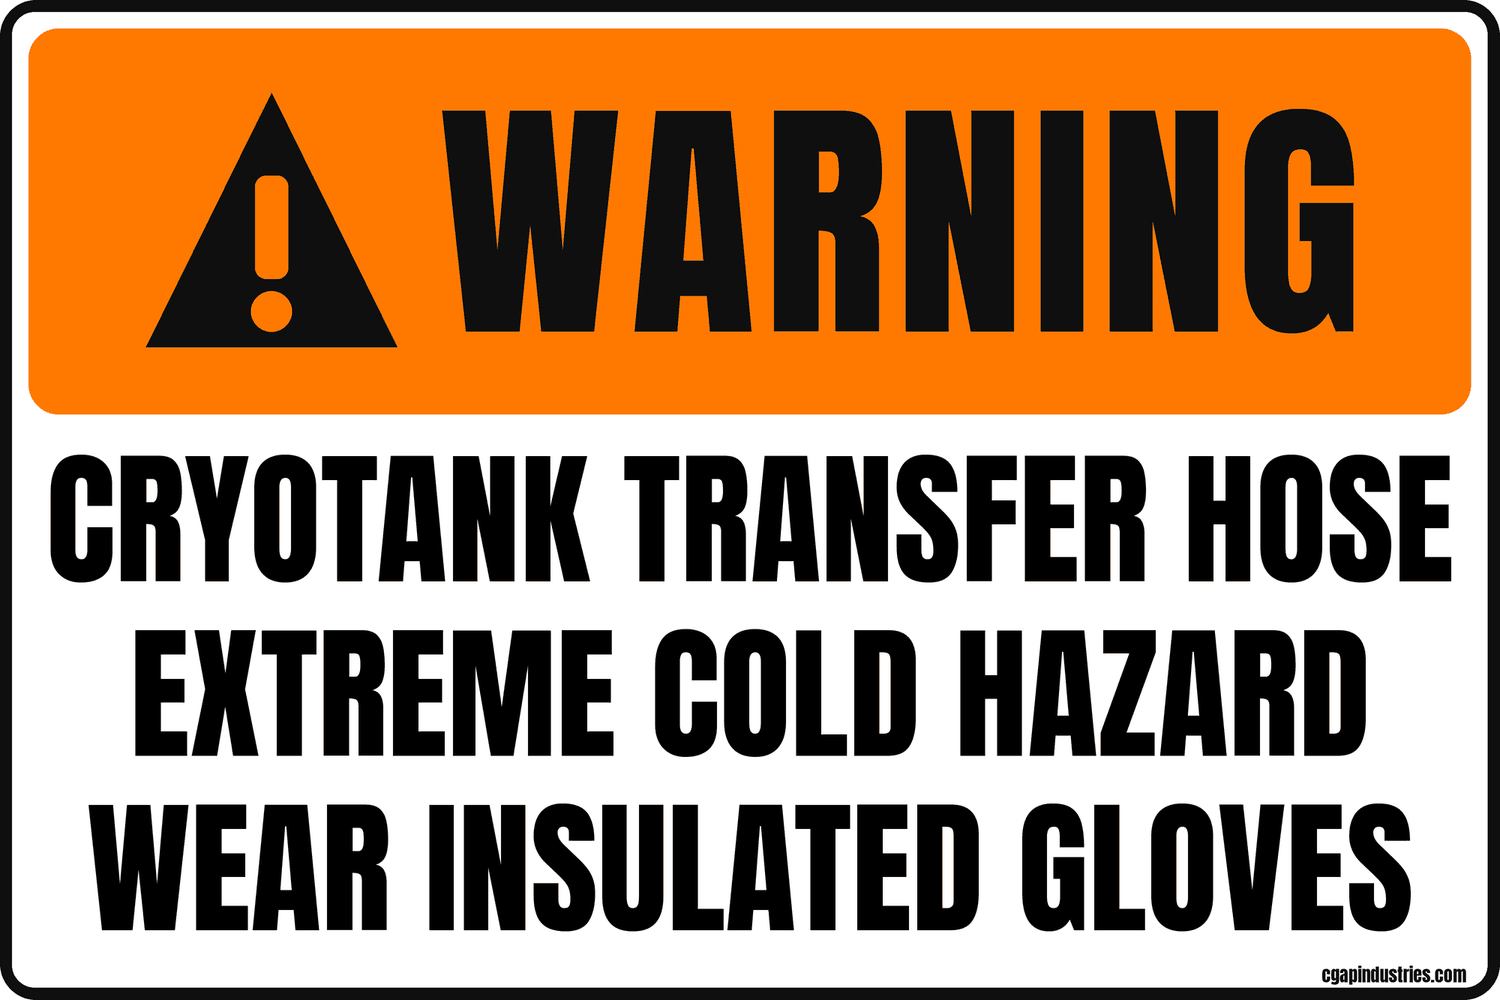 WARNING
CRYOTANK TRANSFER HOSE
EXTREME COLD HAZARD
WEAR INSULATED GLOVES
cgapindustries.com